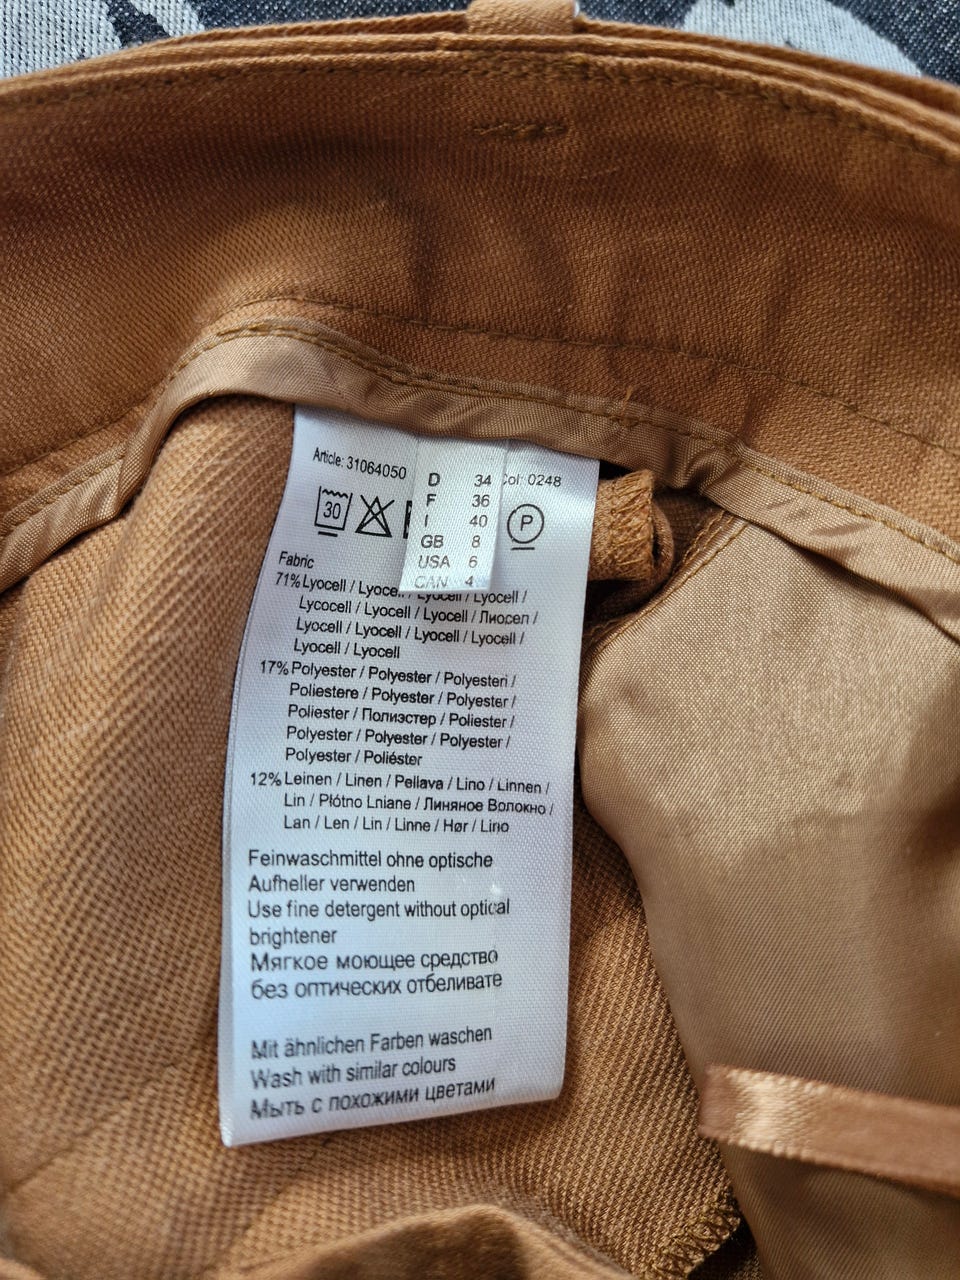 Article: 31064050
Col: 0248
D 34
F 36
I 40
GB 8
USA 6
CAN 4
30
P
Fabric
71% Lyocell / Lyocell / Lyocell / Lyocell /
Lycocell / Lyocell / Lyocell / Лиосел /
Lyocell / Lyocell / Lyocell / Lyocell /
Lyocell / Lyocell
17% Polyester / Polyester / Polyesteri /
Poliestere / Polyester / Polyester /
Poliester / Полиэстер / Poliester /
Polyester / Polyester / Polyester /
Polyester / Poliéster
12% Leinen / Linen / Pellava / Lino / Linnen /
Lin / Płótno Lniane / Линяное Волокно /
Lan / Len / Lin / Linne / Hør / Lino
Feinwaschmittel ohne optische
Aufheller verwenden
Use fine detergent without optical
brightener
Мягкое моющее средство
без оптических отбеливате
Mit ähnlichen Farben waschen
Wash with similar colours
Мыть с похожими цветами